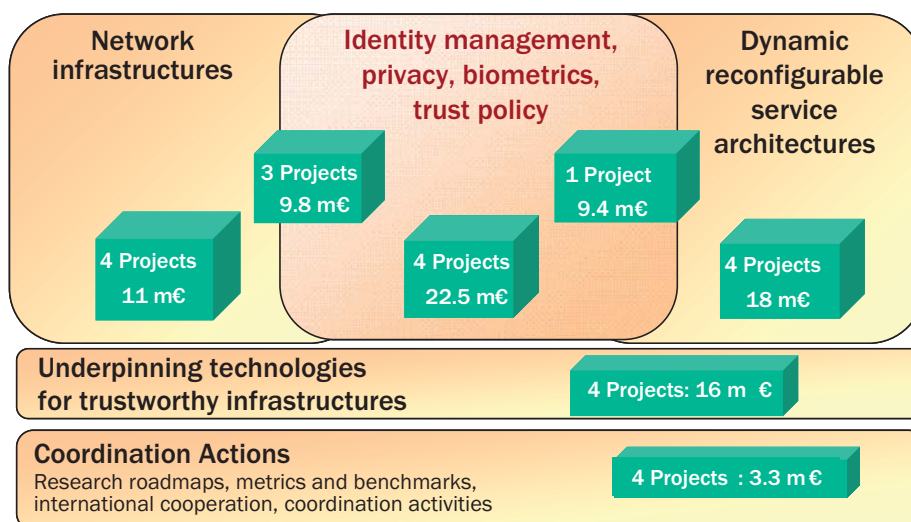 Network
infrastructures
Identity management,
privacy, biometrics,
trust policy
Dynamic
reconfigurable
service
architectures
3 Projects
9.8 m€
1 Project
9.4 m€
4 Projects
11 m€
4 Projects
22.5 m€
4 Projects
18 m€
Underpinning technologies
for trustworthy infrastructures
4 Projects: 16 m €
Coordination Actions
Research roadmaps, metrics and benchmarks,
international cooperation, coordination activities
4 Projects : 3.3 m€